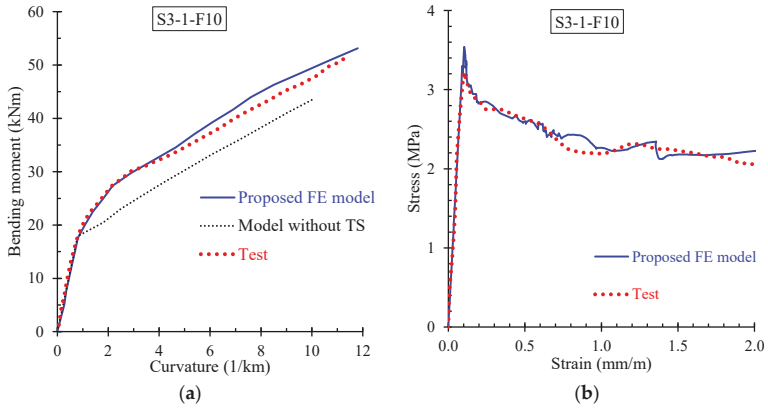 S3-1-F10
60
50
40
30
20
10
0
0 2 4 6 8 10 12
Bending moment (kNm)
Curvature (1/km)
Proposed FE model
Model without TS
Test
(a)
S3-1-F10
4
3
2
1
0
0.0 0.5 1.0 1.5 2.0
Stress (MPa)
Strain (mm/m)
Proposed FE model
Test
(b)